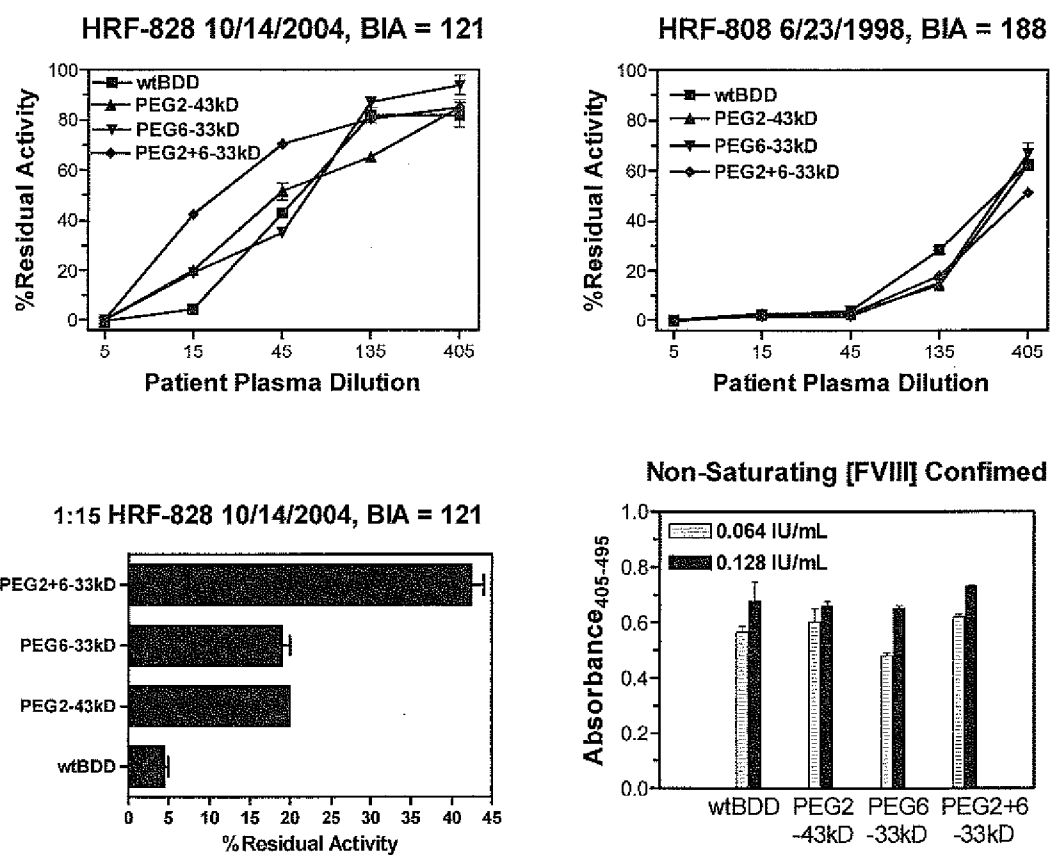 HRF-828 10/14/2004, BIA = 121
100
80
60
40
20
0
%Residual Activity
wtBDD
PEG2-43kD
PEG6-33kD
PEG2+6-33kD
5 15 45 135 405
Patient Plasma Dilution
HRF-808 6/23/1998, BIA = 188
100
80
60
40
20
0
%Residual Activity
wtBDD
PEG2-43kD
PEG6-33kD
PEG2+6-33kD
5 15 45 135 405
Patient Plasma Dilution
1:15 HRF-828 10/14/2004, BIA = 121
PEG2+6-33kD
PEG6-33kD
PEG2-43kD
wtBDD
0 5 10 15 20 25 30 35 40 45
%Residual Activity
Non-Saturating [FVIII] Confimed
1.0
0.8
0.6
0.4
0.2
0.0
Absorbance405-495
0.064 IU/mL
0.128 IU/mL
wtBDD PEG2 PEG6 PEG2+6
-43kD -33kD -33kD